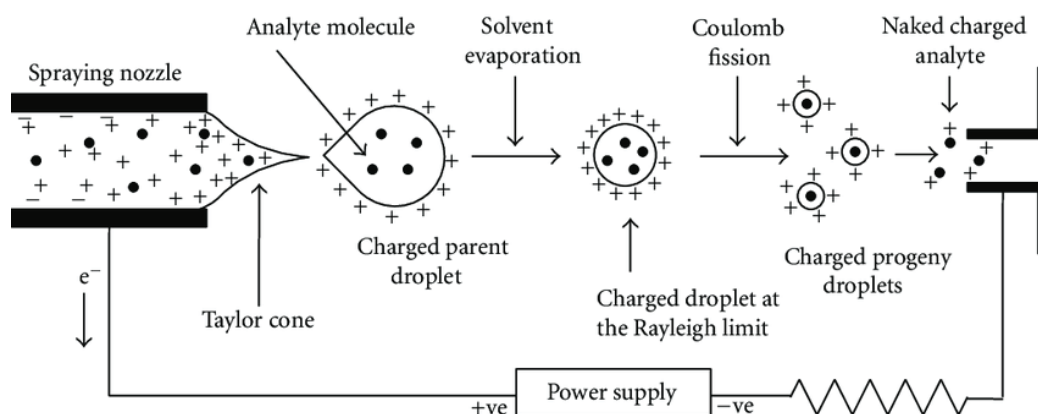 Spraying nozzle
Analyte molecule
Solvent
evaporation
Coulomb
fission
Naked charged
analyte
Charged parent
droplet
Charged droplet at
the Rayleigh limit
Charged progeny
droplets
e⁻
Taylor cone
+ve
Power supply
−ve